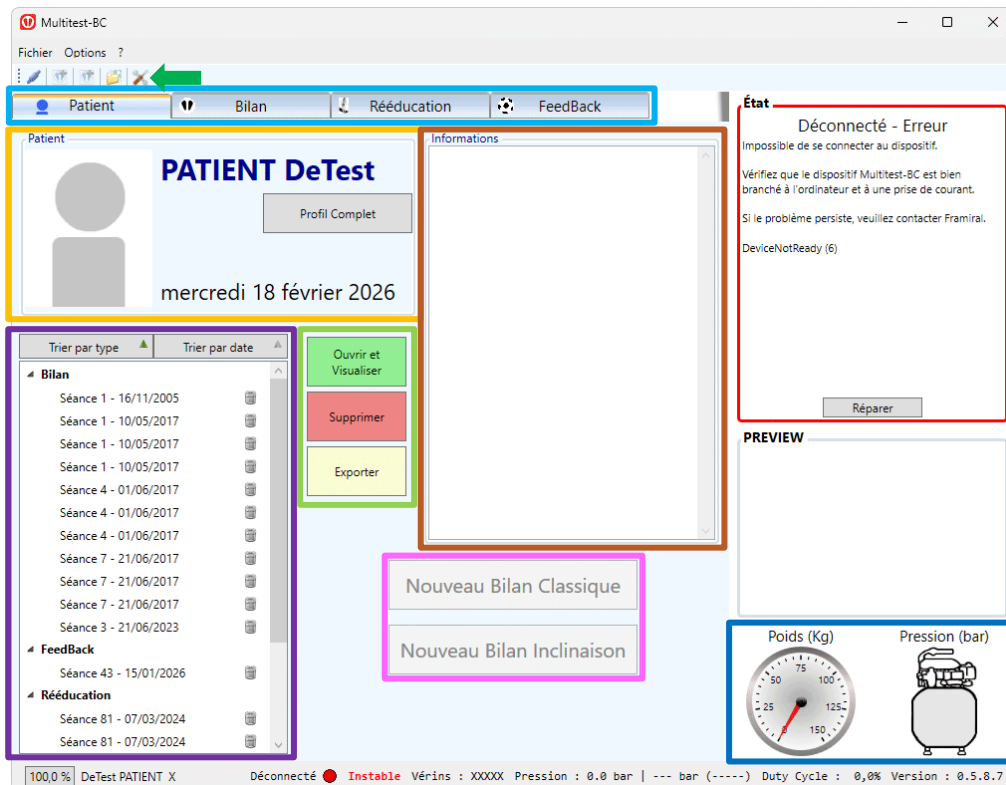 Multitest-BC
Fichier Options ?
Patient Bilan Rééducation FeedBack
Patient
PATIENT DeTest
Profil Complet
mercredi 18 février 2026
Informations
État
Déconnecté - Erreur
Impossible de se connecter au dispositif.
Vérifiez que le dispositif Multitest-BC est bien
branché à l'ordinateur et à une prise de courant.
Si le problème persiste, veuillez contacter Framiral.
DeviceNotReady (6)
Réparer
Trier par type Trier par date
Bilan
Séance 1 - 16/11/2005
Séance 1 - 10/05/2017
Séance 1 - 10/05/2017
Séance 1 - 10/05/2017
Séance 4 - 01/06/2017
Séance 4 - 01/06/2017
Séance 4 - 01/06/2017
Séance 7 - 21/06/2017
Séance 7 - 21/06/2017
Séance 7 - 21/06/2017
Séance 3 - 21/06/2023
FeedBack
Séance 43 - 15/01/2026
Rééducation
Séance 81 - 07/03/2024
Séance 81 - 07/03/2024
Ouvrir et
Visualiser
Supprimer
Exporter
Nouveau Bilan Classique
Nouveau Bilan Inclinaison
PREVIEW
Poids (Kg) Pression (bar)
0 25 50 75 100 125 150
100,0 % DeTest PATIENT X Déconnecté Instable Vérins : XXXXX Pression : 0.0 bar | --- bar (-----) Duty Cycle : 0,0% Version : 0.5.8.7